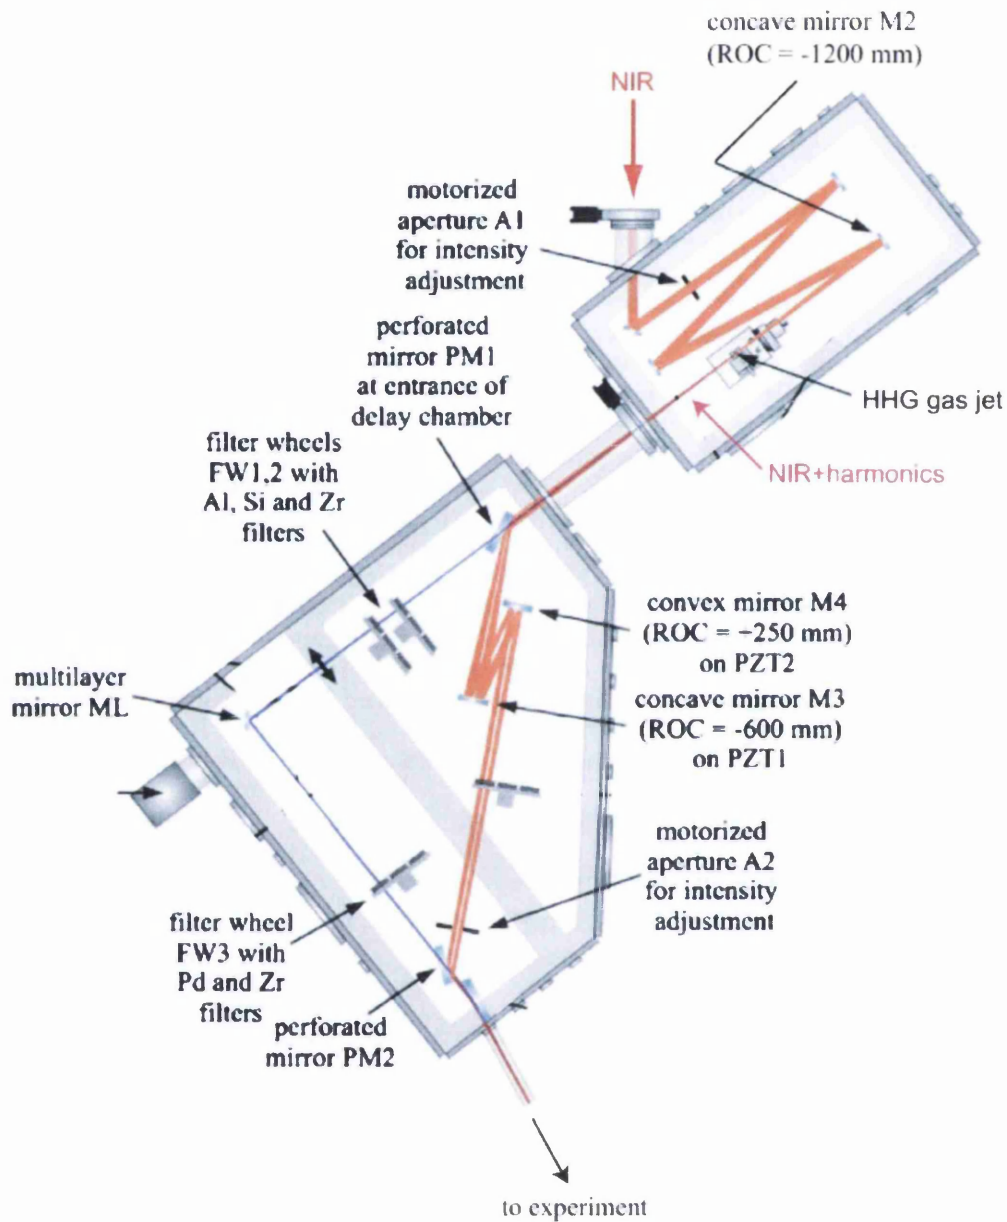 concave mirror M2
(ROC = -1200 mm)
NIR
motorized
aperture A1
for intensity
adjustment
perforated
mirror PM1
at entrance of
delay chamber
HHG gas jet
filter wheels
FW1,2 with
Al, Si and Zr
filters
NIR+harmonics
convex mirror M4
(ROC = +250 mm)
on PZT2
multilayer
mirror ML
concave mirror M3
(ROC = -600 mm)
on PZT1
motorized
aperture A2
for intensity
adjustment
filter wheel
FW3 with
Pd and Zr
filters
perforated
mirror PM2
to experiment